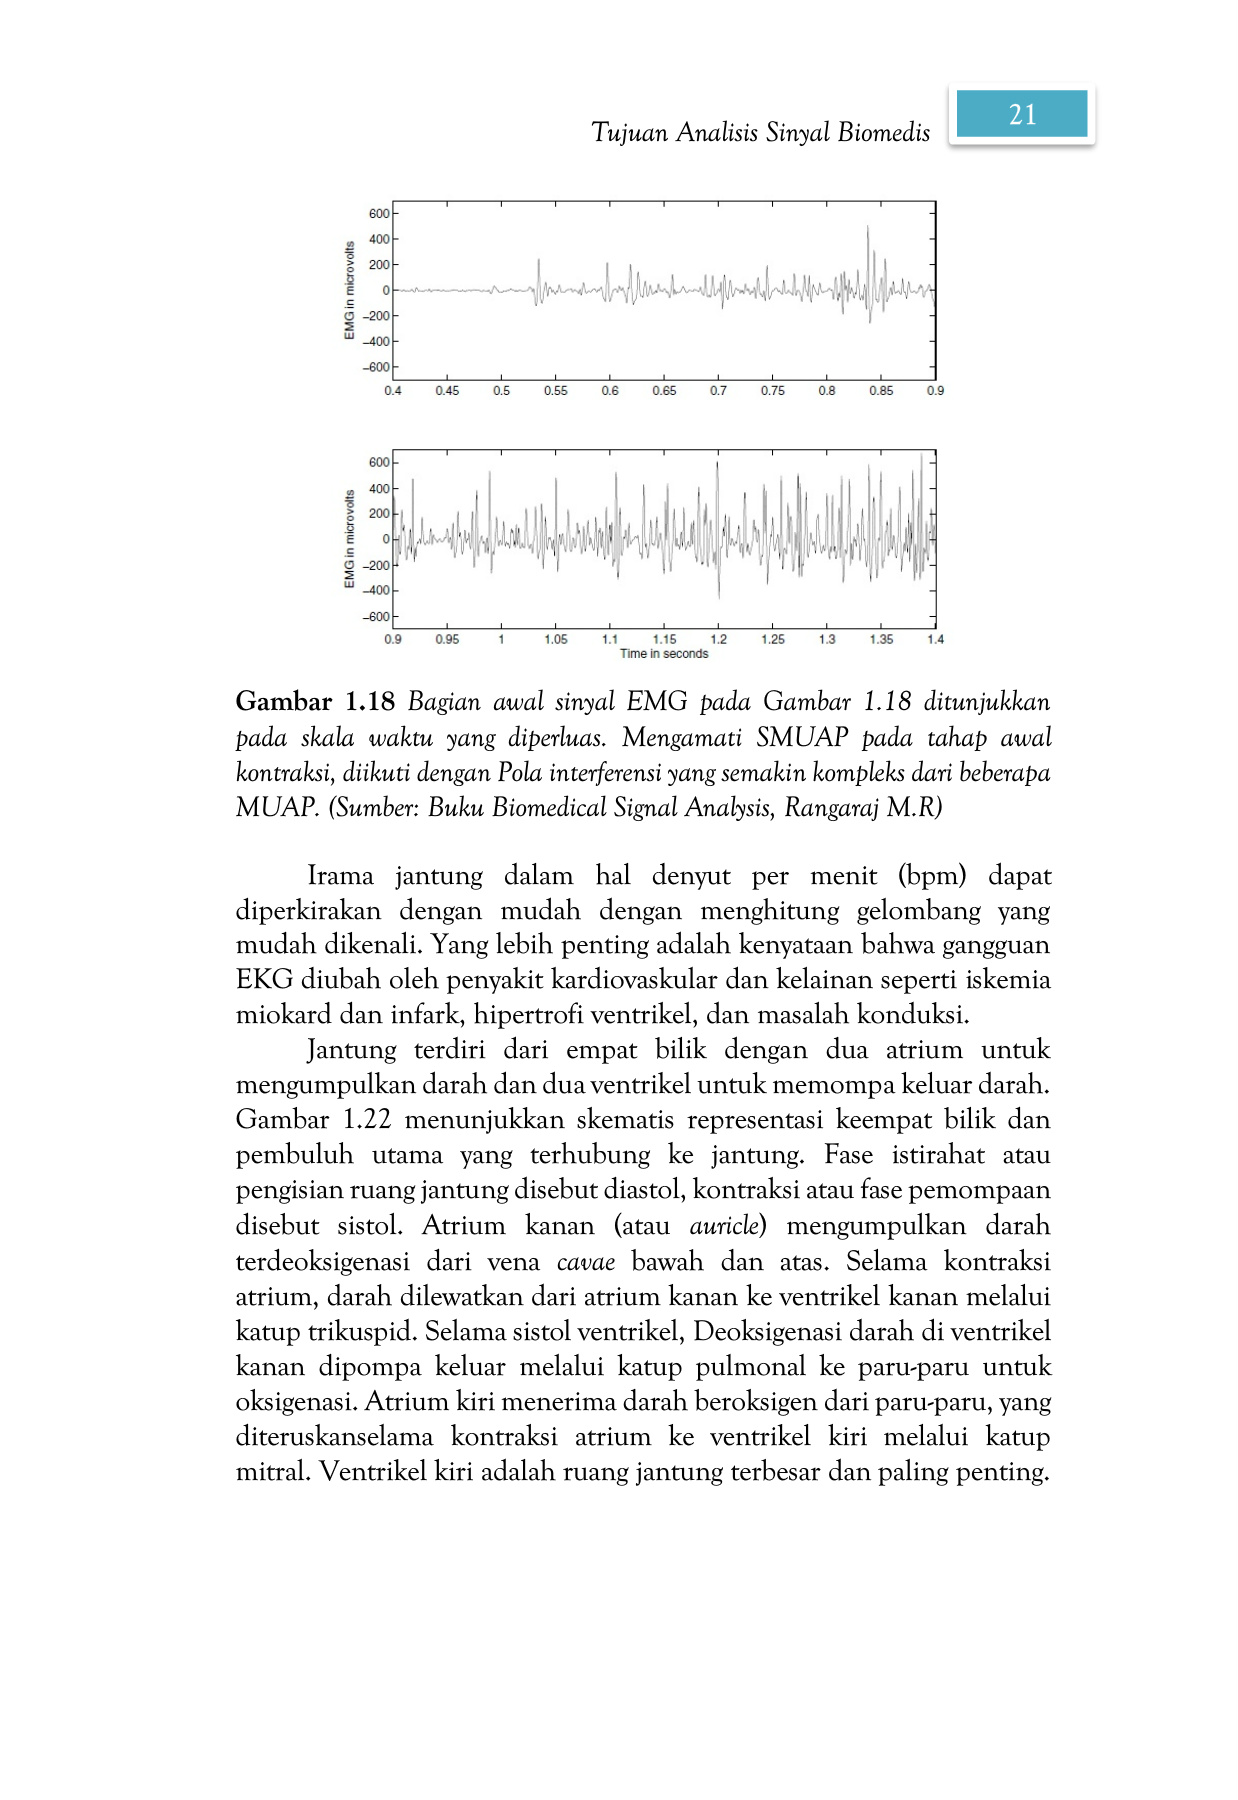 Tujuan Analisis Sinyal Biomedis
21
600
400
200
0
−200
−400
−600
EMG in microvolts
0.4 0.45 0.5 0.55 0.6 0.65 0.7 0.75 0.8 0.85 0.9
600
400
200
0
−200
−400
−600
EMG in microvolts
0.9 0.95 1 1.05 1.1 1.15 1.2 1.25 1.3 1.35 1.4
Time in seconds
Gambar 1.18 Bagian awal sinyal EMG pada Gambar 1.18 ditunjukkan
pada skala waktu yang diperluas. Mengamati SMUAP pada tahap awal
kontraksi, diikuti dengan Pola interferensi yang semakin kompleks dari beberapa
MUAP. (Sumber: Buku Biomedical Signal Analysis, Rangaraj M.R)
Irama jantung dalam hal denyut per menit (bpm) dapat
diperkirakan dengan mudah dengan menghitung gelombang yang
mudah dikenali. Yang lebih penting adalah kenyataan bahwa gangguan
EKG diubah oleh penyakit kardiovaskular dan kelainan seperti iskemia
miokard dan infark, hipertrofi ventrikel, dan masalah konduksi.
Jantung terdiri dari empat bilik dengan dua atrium untuk
mengumpulkan darah dan dua ventrikel untuk memompa keluar darah.
Gambar 1.22 menunjukkan skematis representasi keempat bilik dan
pembuluh utama yang terhubung ke jantung. Fase istirahat atau
pengisian ruang jantung disebut diastol, kontraksi atau fase pemompaan
disebut sistol. Atrium kanan (atau auricle) mengumpulkan darah
terdeoksigenasi dari vena cavae bawah dan atas. Selama kontraksi
atrium, darah dilewatkan dari atrium kanan ke ventrikel kanan melalui
katup trikuspid. Selama sistol ventrikel, Deoksigenasi darah di ventrikel
kanan dipompa keluar melalui katup pulmonal ke paru-paru untuk
oksigenasi. Atrium kiri menerima darah beroksigen dari paru-paru, yang
diteruskanselama kontraksi atrium ke ventrikel kiri melalui katup
mitral. Ventrikel kiri adalah ruang jantung terbesar dan paling penting.